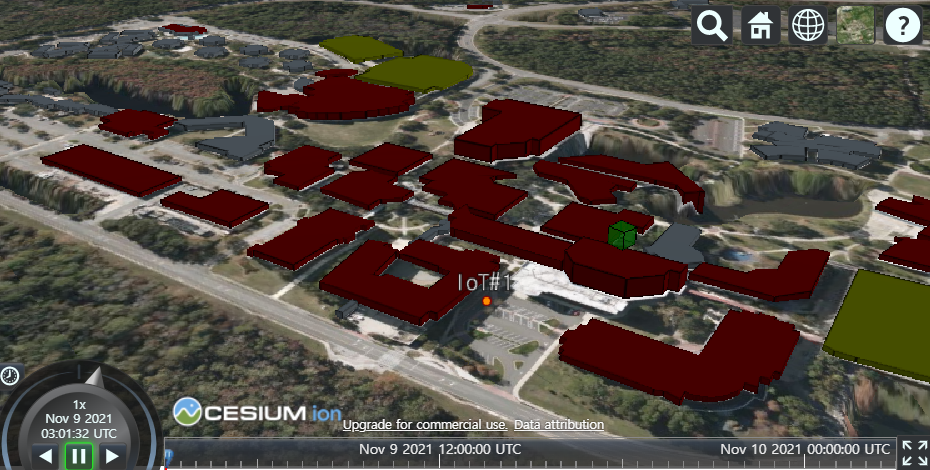 ?
IoT#1
1x
Nov 9 2021
03:01:32 UTC
CESIUM ion
Upgrade for commercial use. Data attribution
Nov 9 2021 12:00:00 UTC
Nov 10 2021 00:00:00 UTC